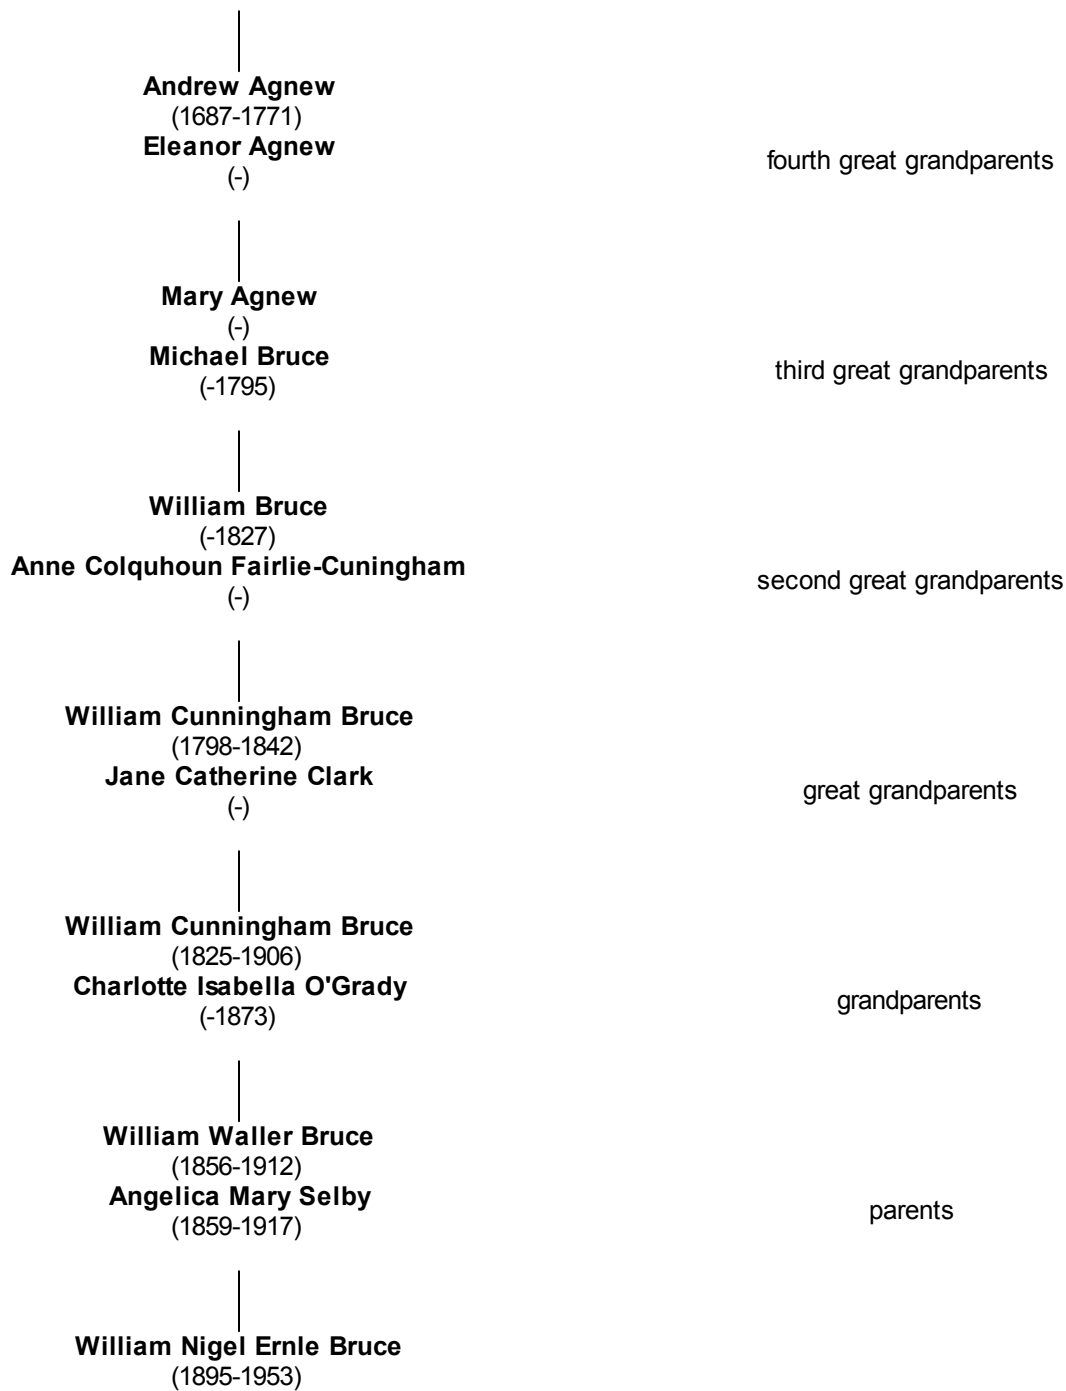 Andrew Agnew
(1687-1771)
Eleanor Agnew
(-)
fourth great grandparents
Mary Agnew
(-)
Michael Bruce
(-1795)
third great grandparents
William Bruce
(-1827)
Anne Colquhoun Fairlie-Cuningham
(-)
second great grandparents
William Cunningham Bruce
(1798-1842)
Jane Catherine Clark
(-)
great grandparents
William Cunningham Bruce
(1825-1906)
Charlotte Isabella O'Grady
(-1873)
grandparents
William Waller Bruce
(1856-1912)
Angelica Mary Selby
(1859-1917)
parents
William Nigel Ernle Bruce
(1895-1953)